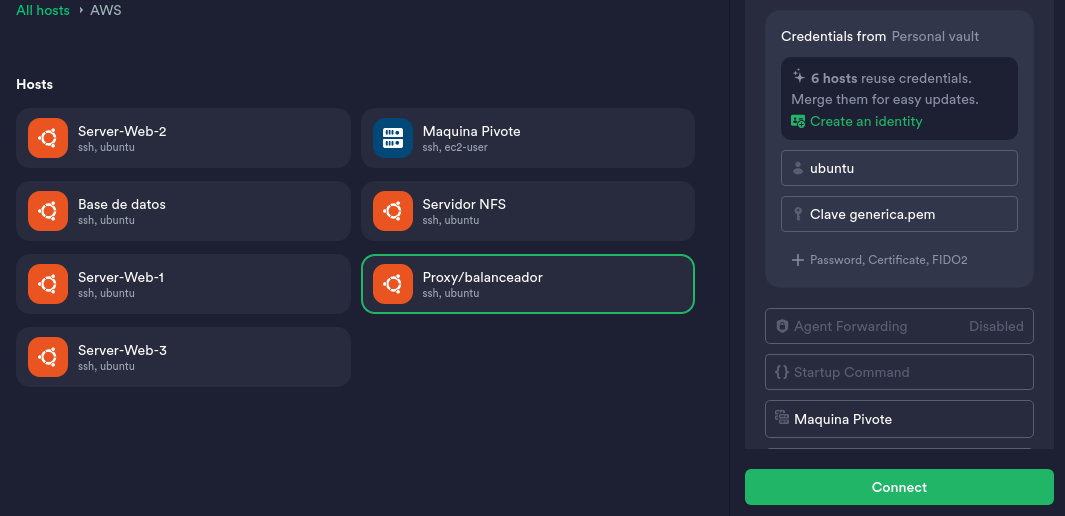 All hosts › AWS
Hosts
Server-Web-2
ssh, ubuntu
Maquina Pivote
ssh, ec2-user
Base de datos
ssh, ubuntu
Servidor NFS
ssh, ubuntu
Server-Web-1
ssh, ubuntu
Proxy/balanceador
ssh, ubuntu
Server-Web-3
ssh, ubuntu
Credentials from Personal vault
6 hosts reuse credentials.
Merge them for easy updates.
Create an identity
ubuntu
Clave generica.pem
+ Password, Certificate, FIDO2
Agent Forwarding Disabled
{} Startup Command
Maquina Pivote
Connect